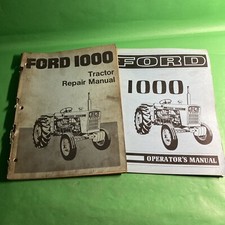 FORD 1000
Tractor
Repair Manual
FORD
1000
OPERATOR'S MANUAL